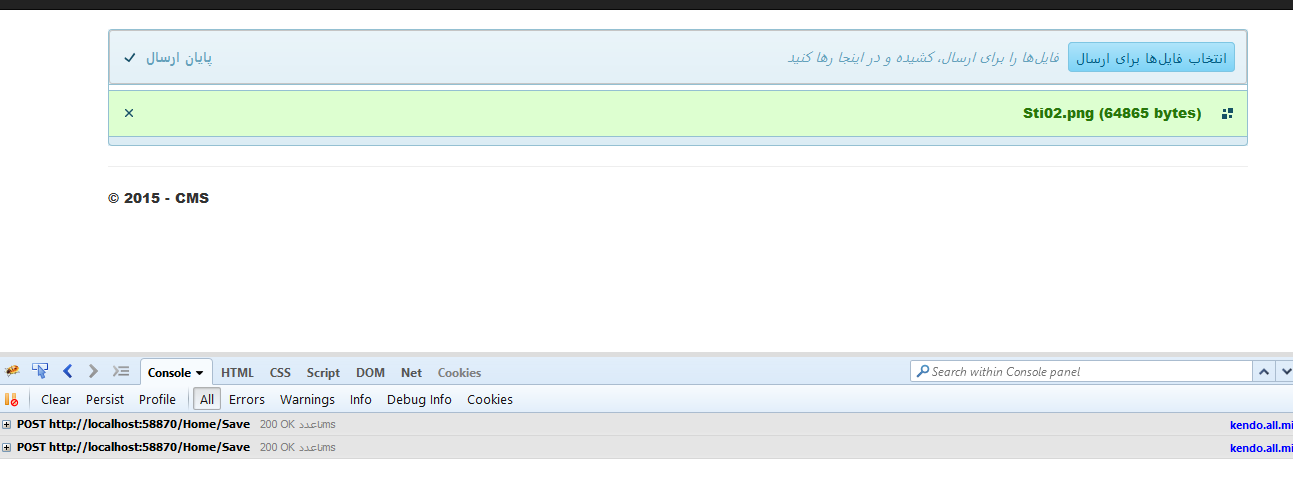 انتخاب فایل‌ها برای ارسال فایل‌ها را برای ارسال، کشیده و در اینجا رها کنید پایان ارسال
Sti02.png (64865 bytes)
© 2015 - CMS
Console HTML CSS Script DOM Net Cookies Search within Console panel
Clear Persist Profile All Errors Warnings Info Debug Info Cookies
POST http://localhost:58870/Home/Save 200 OK ناعددms kendo.all.mi
POST http://localhost:58870/Home/Save 200 OK ناعددms kendo.all.mi